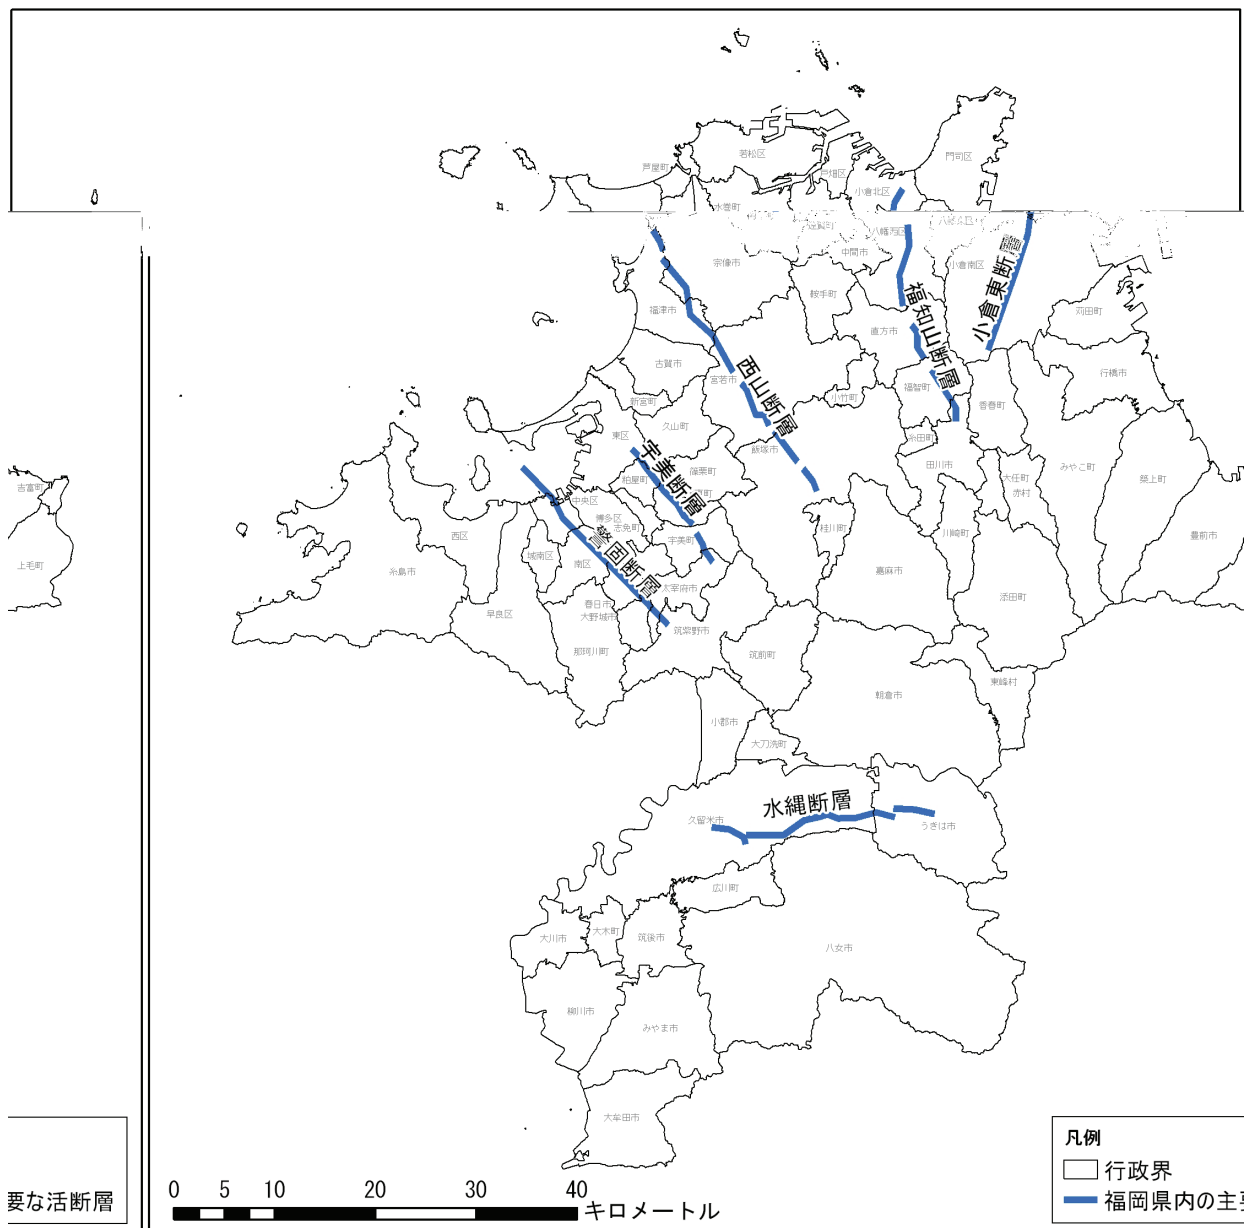 若松区
門司区
芦屋町
戸畑区
小倉北区
水巻町
八幡西区
中間市
宗像市
小倉南区
小倉東断層
鞍手町
福知山断層
福津市
直方市
苅田町
古賀市
宮若市
西山断層
行橋市
福智町
小竹町
香春町
新宮町
久山町
東区
飯塚市
糸田町
田川市
宇美断層
篠栗町
粕屋町
みやこ町
大任町
赤村
築上町
吉富町
中央区
博多区
志免町
桂川町
川崎町
西区
警固断層
宇美町
豊前市
城南区
南区
上毛町
糸島市
嘉麻市
太宰府市
添田町
春日市
早良区
大野城市
筑紫野市
那珂川町
筑前町
東峰村
朝倉市
小郡市
大刀洗町
水縄断層
久留米市
うきは市
広川町
大川市
大木町
筑後市
八女市
柳川市
みやま市
大牟田市
凡例
行政界
福岡県内の主
要な活断層
0 5 10 20 30 40
キロメートル